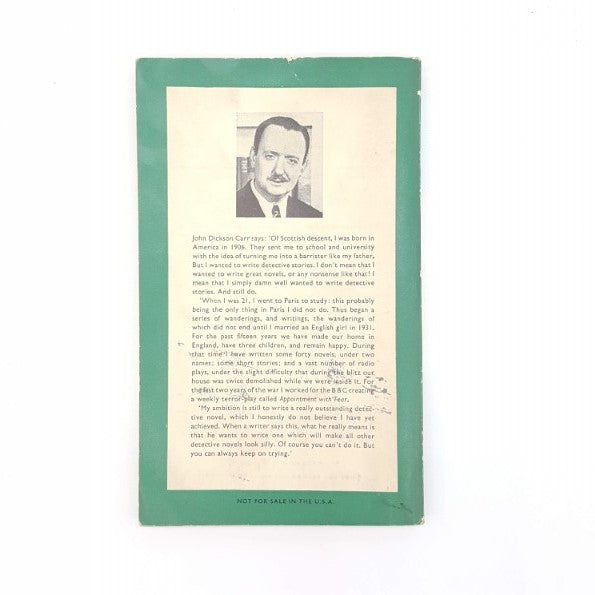 John Dickson Carr says: 'Of Scottish descent, I was born in
America in 1906. They sent me to school and university
with the idea of turning me into a barrister like my father,
But I wanted to write detective stories. I don't mean that I
wanted to write great novels, or any nonsense like that! I
mean that I simply damn well wanted to write detective
stories. And still do.
'When I was 21, I went to Paris to study: this probably
being the only thing in Paris I did not do. Thus began a
series of wanderings, and writings, the wanderings of
which did not end until I married an English girl in 1931.
For the past fifteen years we have made our home in
England, have three children, and remain happy. During
that time I have written some forty novels, under two
names; some short stories; and a vast number of radio
plays, under the slight difficulty that during the blitz our
house was twice demolished while we were inside it. For
the first two years of the war I worked for the BBC creating
a weekly terror-play called Appointment with Fear.
'My ambition is still to write a really outstanding detec-
tive novel, which I honestly do not believe I have yet
achieved. When a writer says this, what he really means is
that he wants to write one which will make all other
detective novels look silly. Of course you can't do it. But
you can always keep on trying.'
NOT FOR SALE IN THE U.S.A.